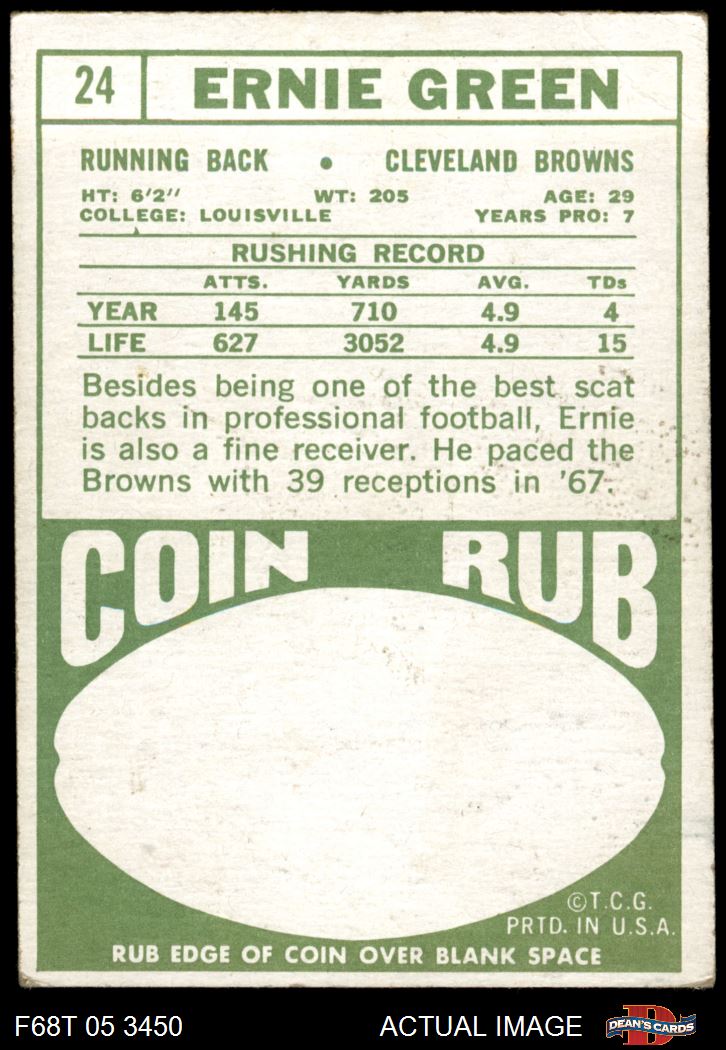 24 ERNIE GREEN
RUNNING BACK • CLEVELAND BROWNS
HT: 6'2'' WT: 205 AGE: 29
COLLEGE: LOUISVILLE YEARS PRO: 7
RUSHING RECORD
ATTS. YARDS AVG. TDs
YEAR 145 710 4.9 4
LIFE 627 3052 4.9 15
Besides being one of the best scat
backs in professional football, Ernie
is also a fine receiver. He paced the
Browns with 39 receptions in '67.
COIN RUB
©T.C.G.
PRTD. IN U.S.A.
RUB EDGE OF COIN OVER BLANK SPACE
F68T 05 3450 ACTUAL IMAGE D DEAN'S CARDS